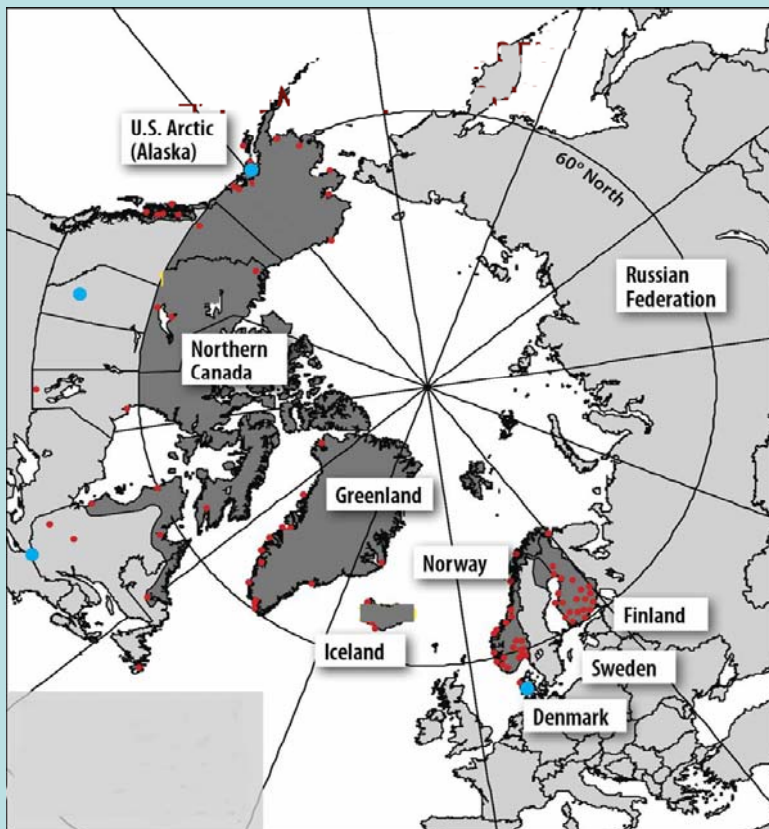 U.S. Arctic
(Alaska)
60° North
Russian
Federation
Northern
Canada
Greenland
Norway
Finland
Iceland
Sweden
Denmark